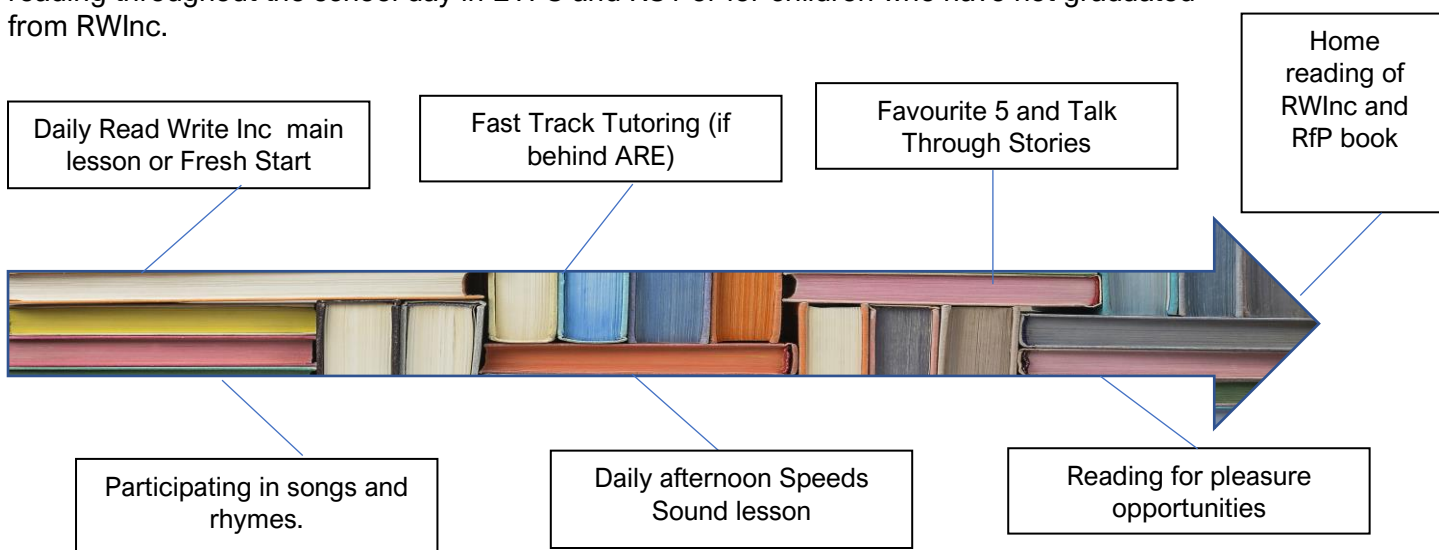 reading throughout the school day in EYFS and KS1 or for children who have not graduated
from RWInc.
Daily Read Write Inc main
lesson or Fresh Start
Fast Track Tutoring (if
behind ARE)
Favourite 5 and Talk
Through Stories
Home
reading of
RWInc and
RfP book
Participating in songs and
rhymes.
Daily afternoon Speeds
Sound lesson
Reading for pleasure
opportunities